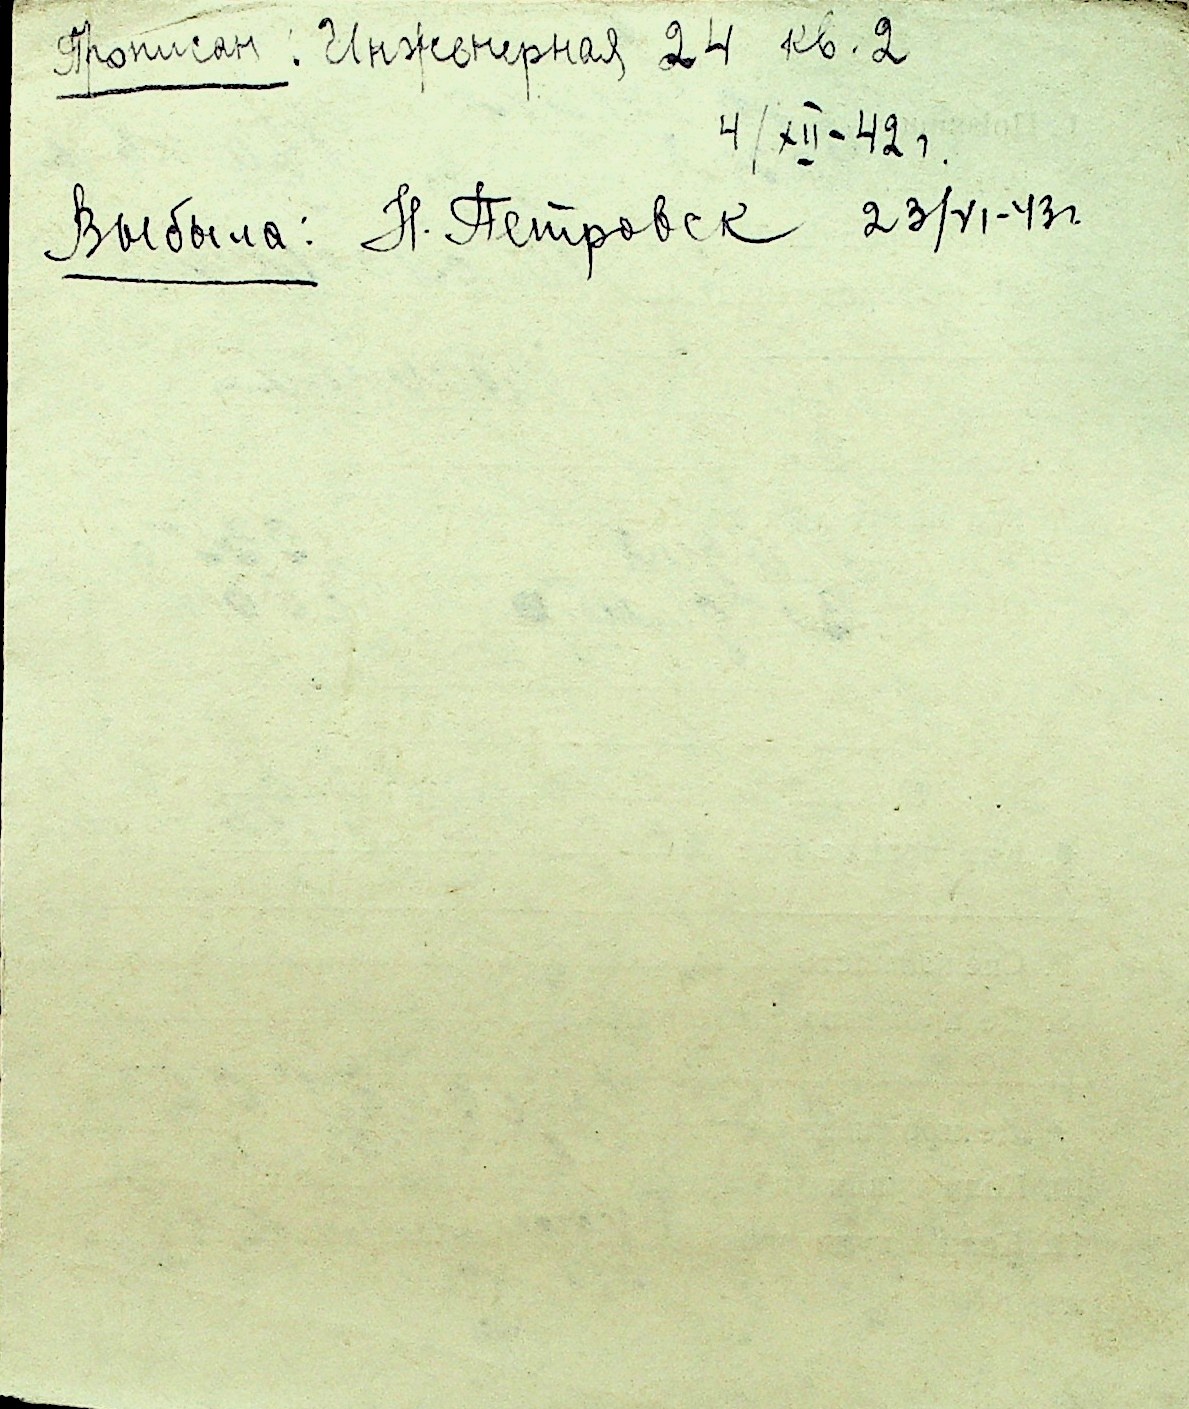 Прописан: Инженерная 24 кв. 2
4/XII-42 г.
Выбыла: Н. Петровск 23/VI-43 г.